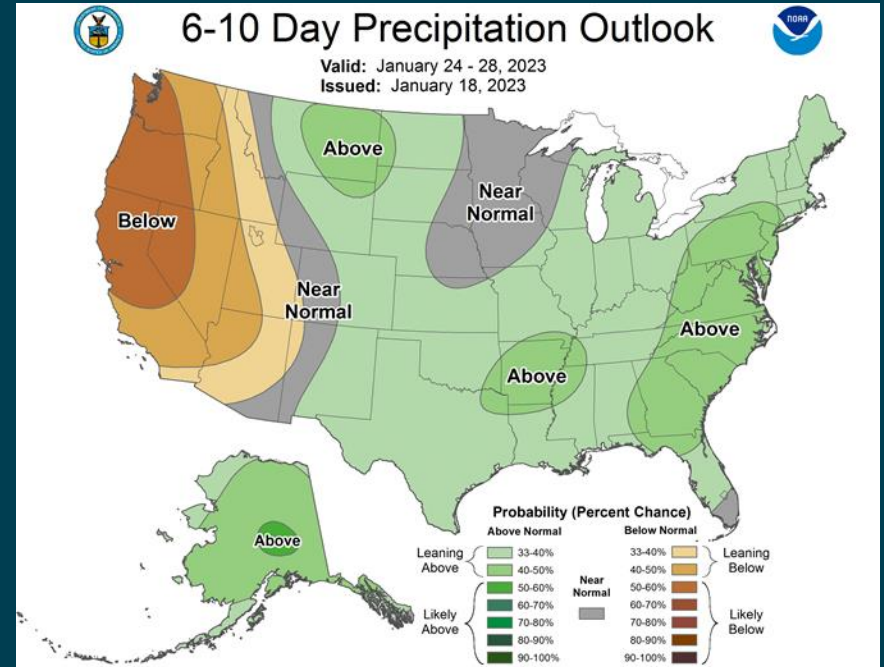 6-10 Day Precipitation Outlook
NOAA
Valid: January 24 - 28, 2023
Issued: January 18, 2023
Above
Near
Normal
Below
Near
Normal
Above
Above
Above
Probability (Percent Chance)
Above Normal
Below Normal
Leaning
Above
33-40%
40-50%
Likely
Above
50-60%
60-70%
70-80%
80-90%
90-100%
Near
Normal
33-40%
40-50%
Leaning
Below
50-60%
60-70%
70-80%
80-90%
90-100%
Likely
Below